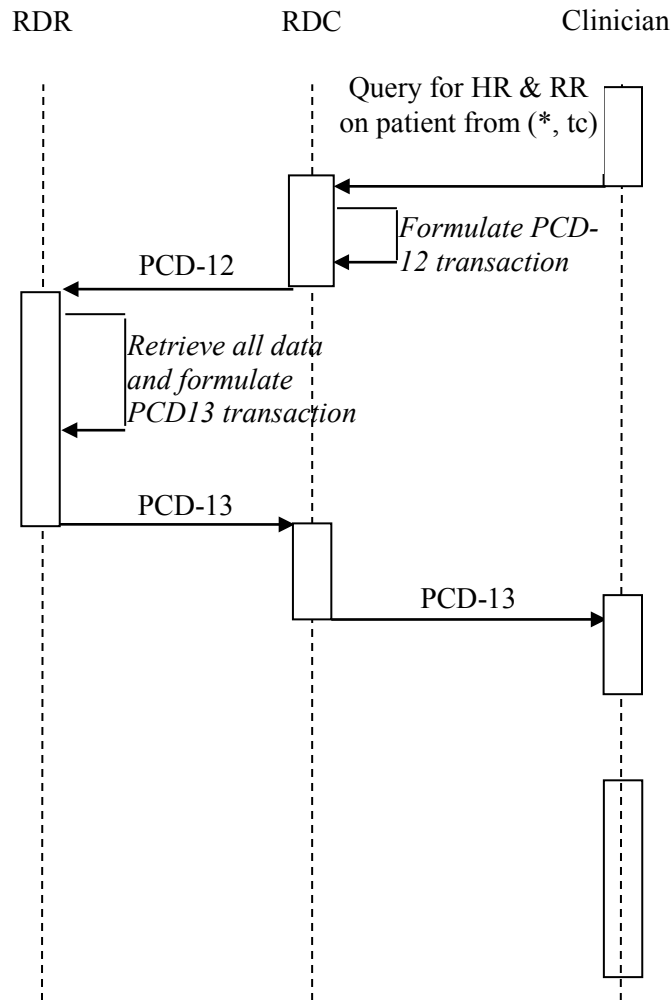 RDR RDC Clinician
Query for HR & RR
on patient from (*, tc)
Formulate PCD-
12 transaction
PCD-12
Retrieve all data
and formulate
PCD13 transaction
PCD-13
PCD-13